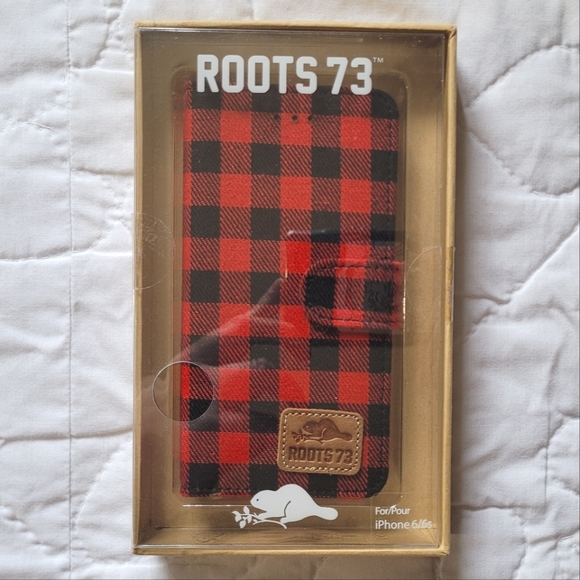 ROOTS 73™
ROOTS 73
For/Pour
iPhone 6/6s